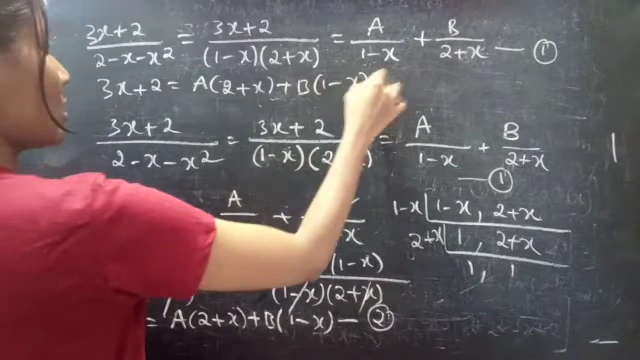 3x+2 / 2-x-x² = 3x+2 / (1-x)(2+x) = A / 1-x + B / 2+x — ①
3x+2 = A(2+x)+B(1-x)
3x+2 / 2-x-x² = 3x+2 / (1-x)(2 x) = A / 1-x + B / 2+x
— ①
A + x
1-x | 1-x, 2+x
2+x | 1, 2+x
1, 1
(1-x)
(1-x)(2+x)
= A(2+x)+B(1-x) — ②